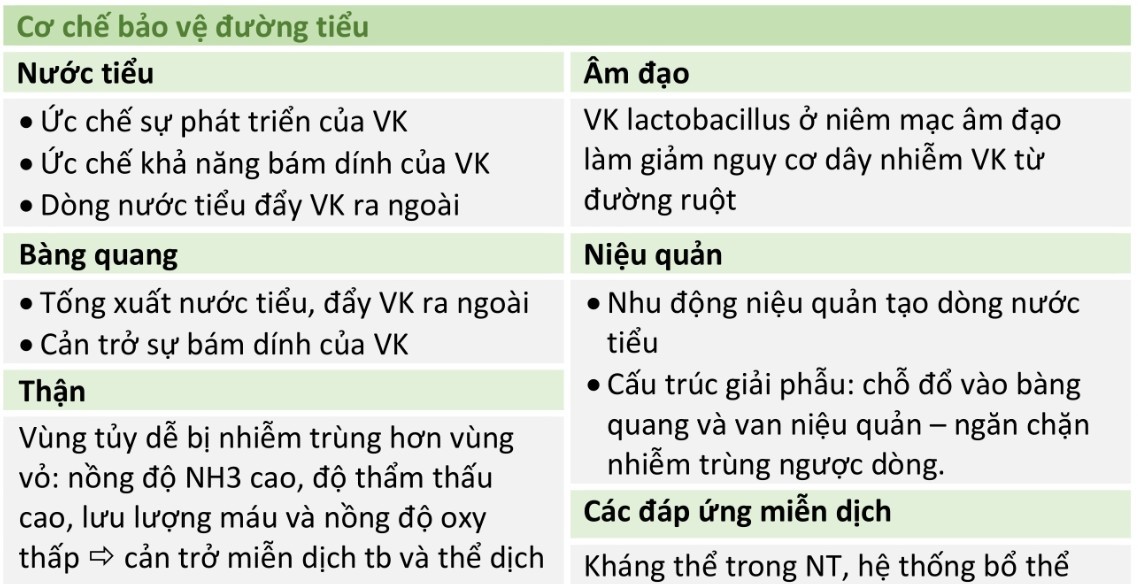 Cơ chế bảo vệ đường tiểu
Nước tiểu
• Ức chế sự phát triển của VK
• Ức chế khả năng bám dính của VK
• Dòng nước tiểu đẩy VK ra ngoài
Bàng quang
• Tống xuất nước tiểu, đẩy VK ra ngoài
• Cản trở sự bám dính của VK
Thận
Vùng tủy dễ bị nhiễm trùng hơn vùng
vỏ: nồng độ NH3 cao, độ thẩm thấu
cao, lưu lượng máu và nồng độ oxy
thấp ⇨ cản trở miễn dịch tb và thể dịch
Âm đạo
VK lactobacillus ở niêm mạc âm đạo
làm giảm nguy cơ dây nhiễm VK từ
đường ruột
Niệu quản
• Nhu động niệu quản tạo dòng nước
tiểu
• Cấu trúc giải phẫu: chỗ đổ vào bàng
quang và van niệu quản – ngăn chặn
nhiễm trùng ngược dòng.
Các đáp ứng miễn dịch
Kháng thể trong NT, hệ thống bổ thể